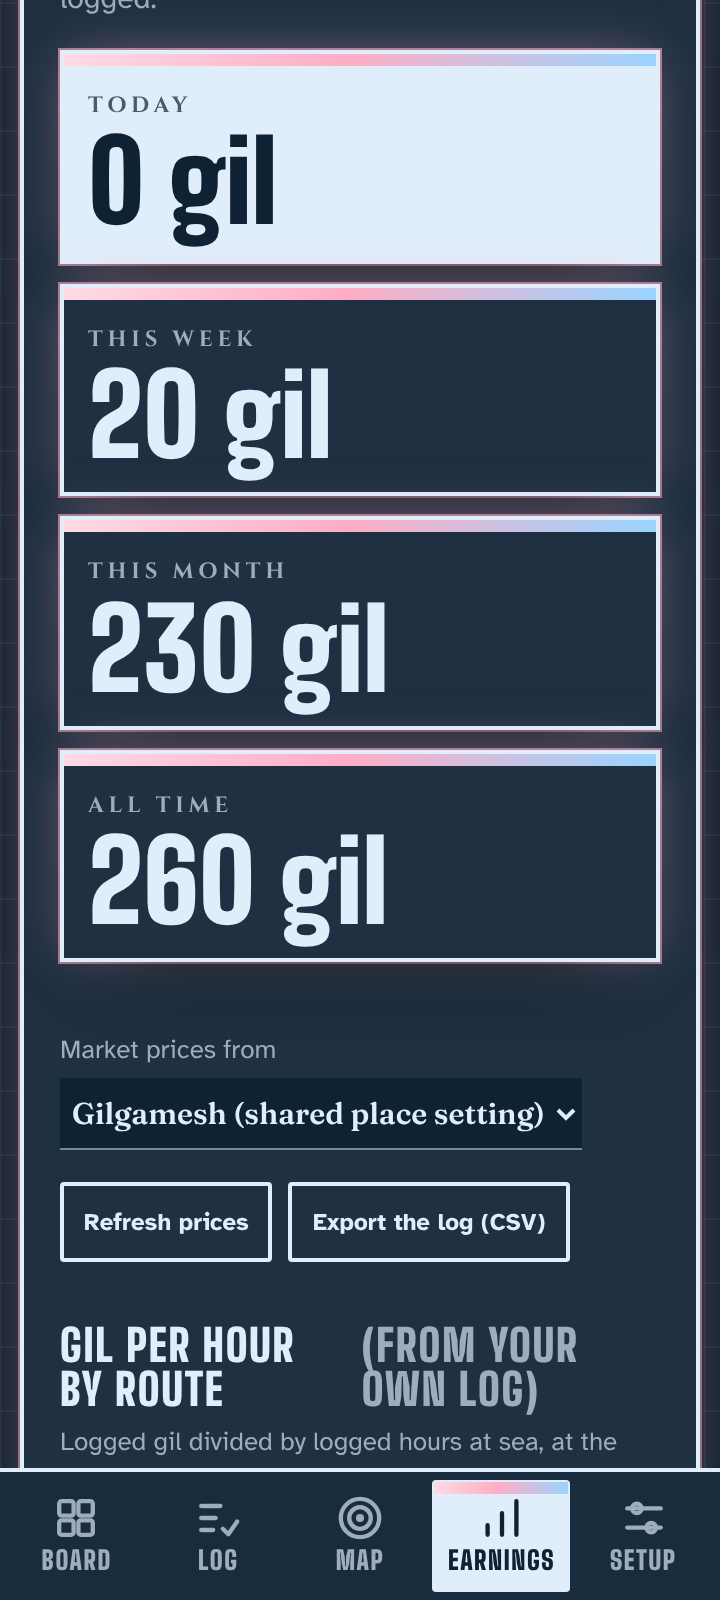 logged.
TODAY
0 gil
THIS WEEK
20 gil
THIS MONTH
230 gil
ALL TIME
260 gil
Market prices from
Gilgamesh (shared place setting)
Refresh prices
Export the log (CSV)
GIL PER HOUR
BY ROUTE
(FROM YOUR
OWN LOG)
Logged gil divided by logged hours at sea, at the
BOARD
LOG
MAP
EARNINGS
SETUP